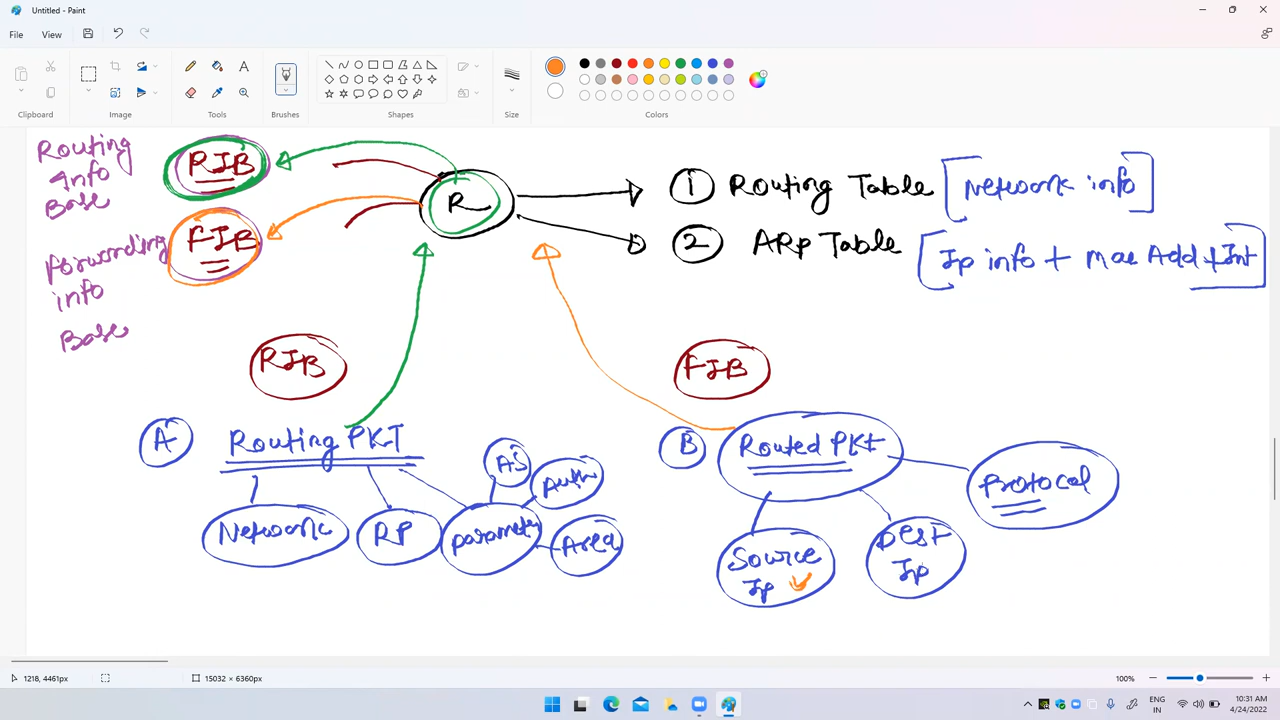 Untitled - Paint
File View
Clipboard
Image
Tools
Brushes
Shapes
Size
Colors
Routing
Info
Base
RIB
Forwarding
info
Base
FIB
R
1 Routing Table [Network info]
2 ARp Table [Ip info + Mac Add + Int]
RIB
FIB
A Routing PKT
Network
RP
parameter
AS
Auth
Area
B Routed PKt
Source
Ip
Dest
Ip
Protocal
1218, 4461px
15032 × 6360px
100%
ENG
IN
10:31 AM
4/24/2022